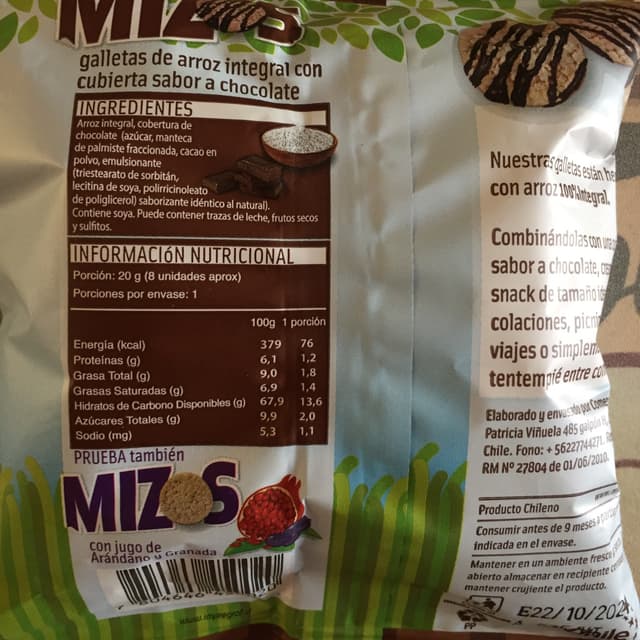 MIZOS
galletas de arroz integral con
cubierta sabor a chocolate
INGREDIENTES
Arroz integral, cobertura de
chocolate (azúcar, manteca
de palmiste fraccionada, cacao en
polvo, emulsionante
(triestearato de sorbitán,
lecitina de soya, polirricinoleato
de poliglicerol) saborizante idéntico al natural).
Contiene soya. Puede contener trazas de leche, frutos secos
y sulfitos.
INFORMACIóN NUTRICIONAL
Porción: 20 g (8 unidades aprox)
Porciones por envase: 1
100g 1 porción
Energía (kcal) 379 76
Proteínas (g) 6,1 1,2
Grasa Total (g) 9,0 1,8
Grasas Saturadas (g) 6,9 1,4
Hidratos de Carbono Disponibles (g) 67,9 13,6
Azúcares Totales (g) 9,9 2,0
Sodio (mg) 5,3 1,1
PRUEBA también
MIZOS
con jugo de
Arándano y Granada
Nuestras galletas están
con arroz 100% integral.
Combinándolas con
sabor a chocolate,
snack de tamaño
colaciones,
viajes o
tentempié entre
Elaborado y envasado por
Patricia Viñuela 485 galpón
Chile. Fono: + 56227744271.
RM Nº 27804 de 01/06/2010.
Producto Chileno
Consumir antes de 9 meses a
indicada en el envase.
Mantener en un ambiente fresco
abierto almacenar en recipiente
mantener crujiente el producto.
PP
E22/10/202